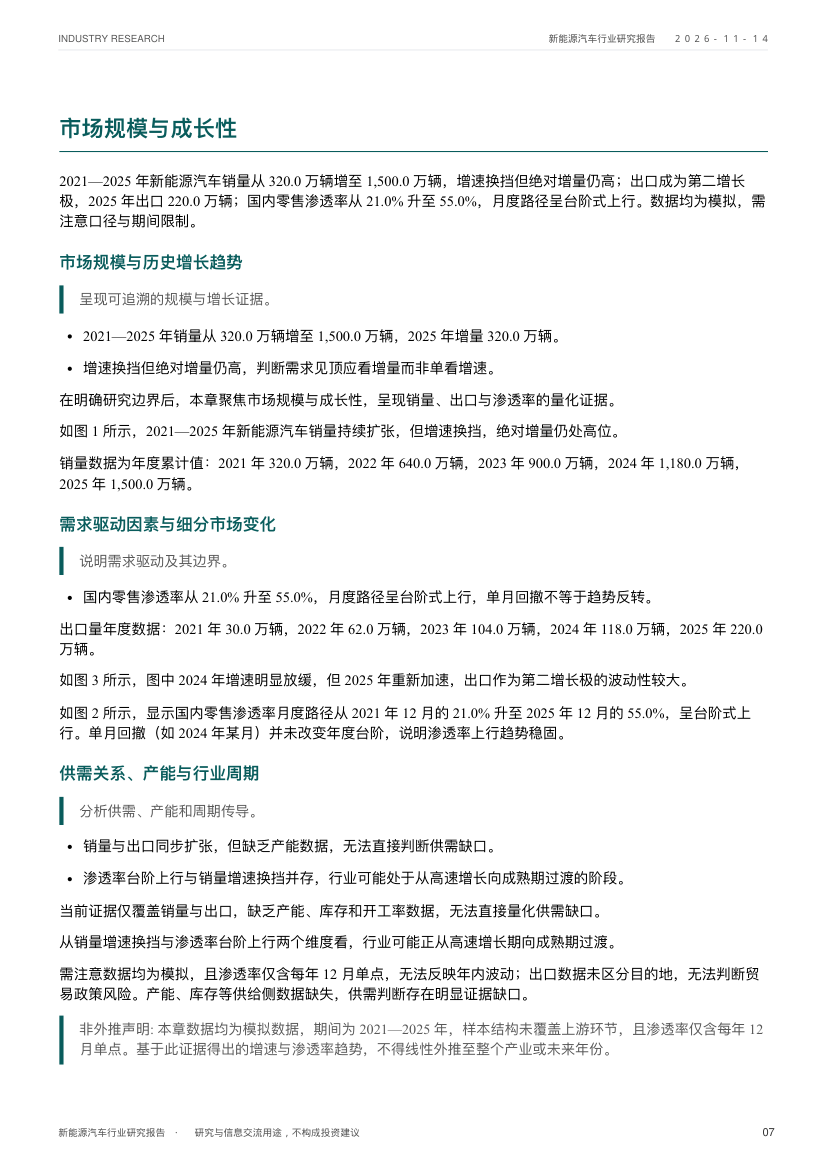 INDUSTRY RESEARCH
新能源汽车行业研究报告 2026-11-14
市场规模与成长性
2021—2025 年新能源汽车销量从 320.0 万辆增至 1,500.0 万辆，增速换挡但绝对增量仍高；出口成为第二增长
极，2025 年出口 220.0 万辆；国内零售渗透率从 21.0% 升至 55.0%，月度路径呈台阶式上行。数据均为模拟，需
注意口径与期间限制。
市场规模与历史增长趋势
呈现可追溯的规模与增长证据。
• 2021—2025 年销量从 320.0 万辆增至 1,500.0 万辆，2025 年增量 320.0 万辆。
• 增速换挡但绝对增量仍高，判断需求见顶应看增量而非单看增速。
在明确研究边界后，本章聚焦市场规模与成长性，呈现销量、出口与渗透率的量化证据。
如图 1 所示，2021—2025 年新能源汽车销量持续扩张，但增速换挡，绝对增量仍处高位。
销量数据为年度累计值：2021 年 320.0 万辆，2022 年 640.0 万辆，2023 年 900.0 万辆，2024 年 1,180.0 万辆，
2025 年 1,500.0 万辆。
需求驱动因素与细分市场变化
说明需求驱动及其边界。
• 国内零售渗透率从 21.0% 升至 55.0%，月度路径呈台阶式上行，单月回撤不等于趋势反转。
出口量年度数据：2021 年 30.0 万辆，2022 年 62.0 万辆，2023 年 104.0 万辆，2024 年 118.0 万辆，2025 年 220.0
万辆。
如图 3 所示，图中 2024 年增速明显放缓，但 2025 年重新加速，出口作为第二增长极的波动性较大。
如图 2 所示，显示国内零售渗透率月度路径从 2021 年 12 月的 21.0% 升至 2025 年 12 月的 55.0%，呈台阶式上
行。单月回撤（如 2024 年某月）并未改变年度台阶，说明渗透率上行趋势稳固。
供需关系、产能与行业周期
分析供需、产能和周期传导。
• 销量与出口同步扩张，但缺乏产能数据，无法直接判断供需缺口。
• 渗透率台阶上行与销量增速换挡并存，行业可能处于从高速增长向成熟期过渡的阶段。
当前证据仅覆盖销量与出口，缺乏产能、库存和开工率数据，无法直接量化供需缺口。
从销量增速换挡与渗透率台阶上行两个维度看，行业可能正从高速增长期向成熟期过渡。
需注意数据均为模拟，且渗透率仅含每年 12 月单点，无法反映年内波动；出口数据未区分目的地，无法判断贸
易政策风险。产能、库存等供给侧数据缺失，供需判断存在明显证据缺口。
非外推声明: 本章数据均为模拟数据，期间为 2021—2025 年，样本结构未覆盖上游环节，且渗透率仅含每年 12
月单点。基于此证据得出的增速与渗透率趋势，不得线性外推至整个产业或未来年份。
新能源汽车行业研究报告 · 研究与信息交流用途，不构成投资建议
07